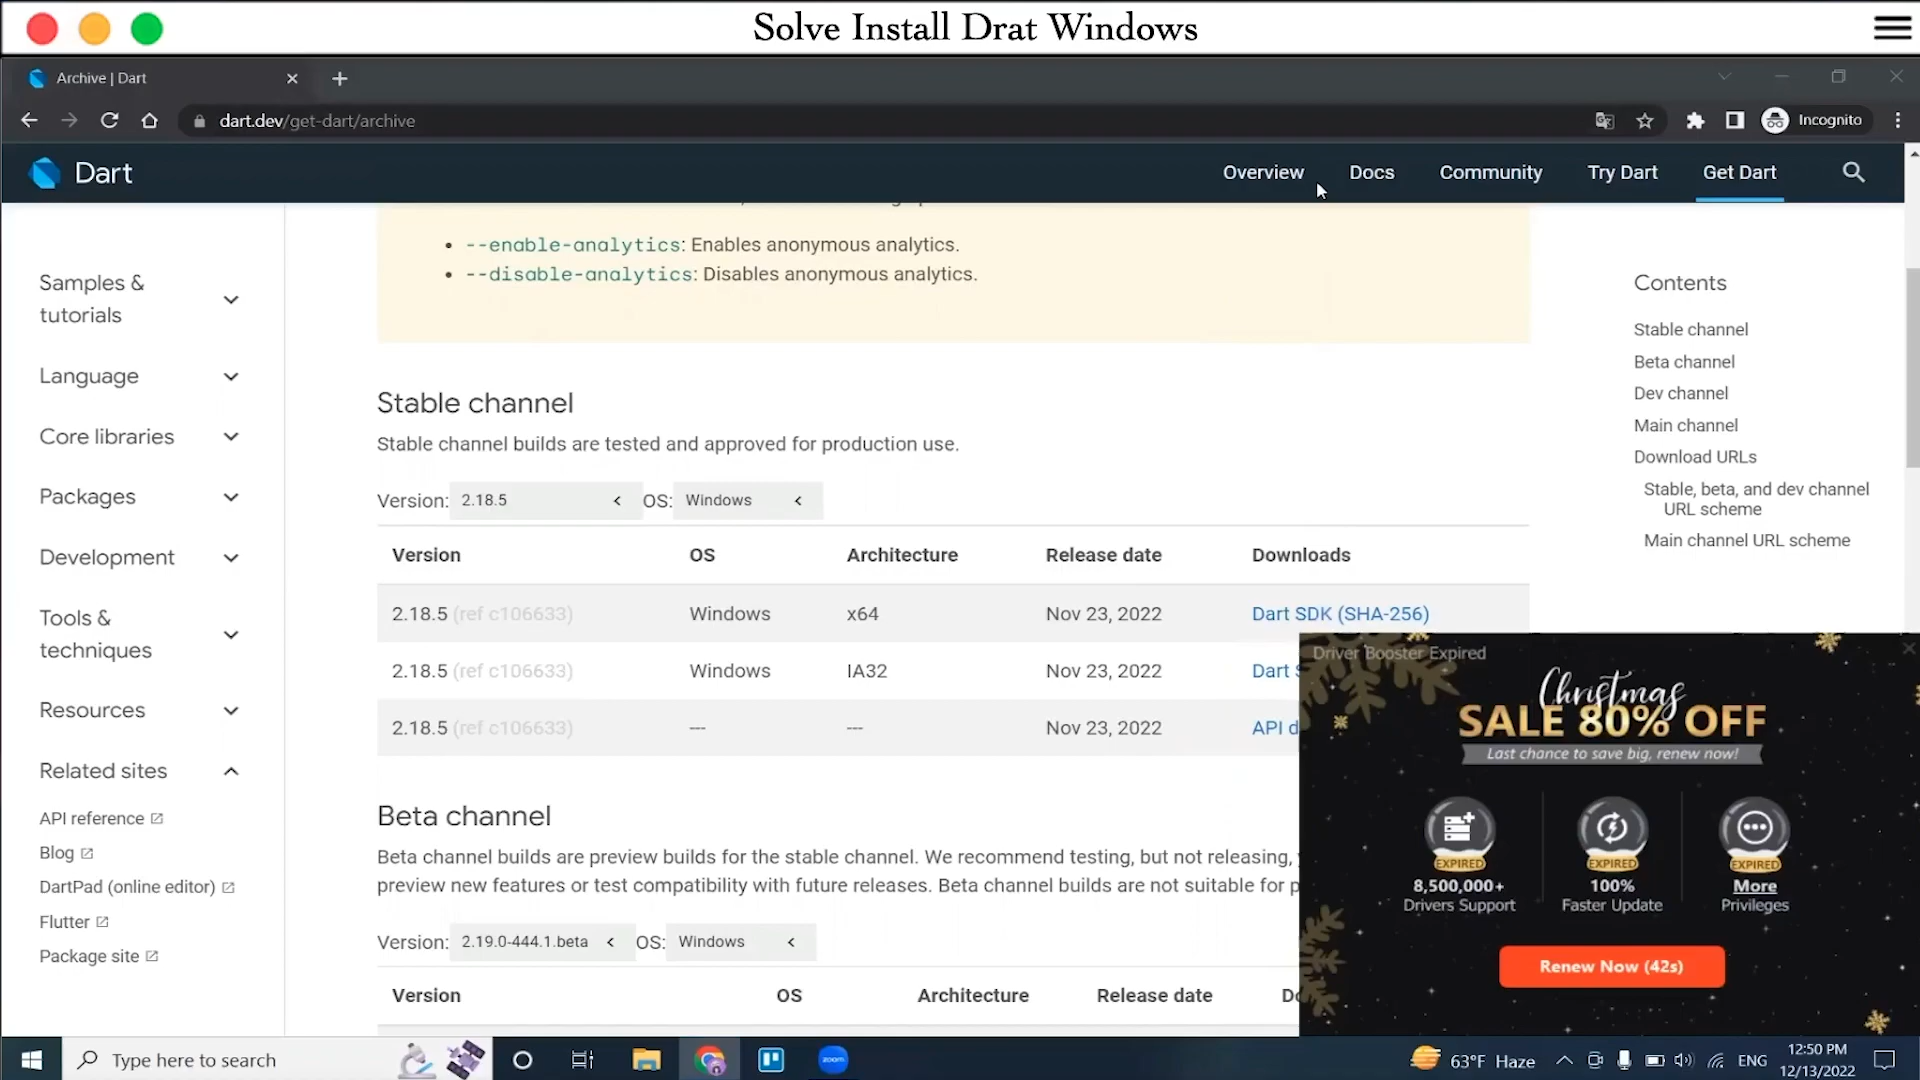 Solve Install Drat Windows
Archive | Dart
dart.dev/get-dart/archive
Incognito
Dart
Overview
Docs
Community
Try Dart
Get Dart
Samples &
tutorials
Language
Core libraries
Packages
Development
Tools &
techniques
Resources
Related sites
API reference
Blog
DartPad (online editor)
Flutter
Package site
• --enable-analytics: Enables anonymous analytics.
• --disable-analytics: Disables anonymous analytics.
Stable channel
Stable channel builds are tested and approved for production use.
Version: 2.18.5 OS: Windows
Version OS Architecture Release date Downloads
2.18.5 (ref c106633) Windows x64 Nov 23, 2022 Dart SDK (SHA-256)
2.18.5 (ref c106633) Windows IA32 Nov 23, 2022 Dart
2.18.5 (ref c106633) --- --- Nov 23, 2022 API
Beta channel
Beta channel builds are preview builds for the stable channel. We recommend testing, but not releasing,
preview new features or test compatibility with future releases. Beta channel builds are not suitable for
Version: 2.19.0-444.1.beta OS: Windows
Version OS Architecture Release date
Contents
Stable channel
Beta channel
Dev channel
Main channel
Download URLs
Stable, beta, and dev channel
URL scheme
Main channel URL scheme
Driver Booster Expired
Christmas
SALE 80% OFF
Last chance to save big, renew now!
EXPIRED EXPIRED EXPIRED
8,500,000+ 100% More
Drivers Support Faster Update Privileges
Renew Now (42s)
Type here to search
zoom
63°F Haze
ENG
12:50 PM
12/13/2022